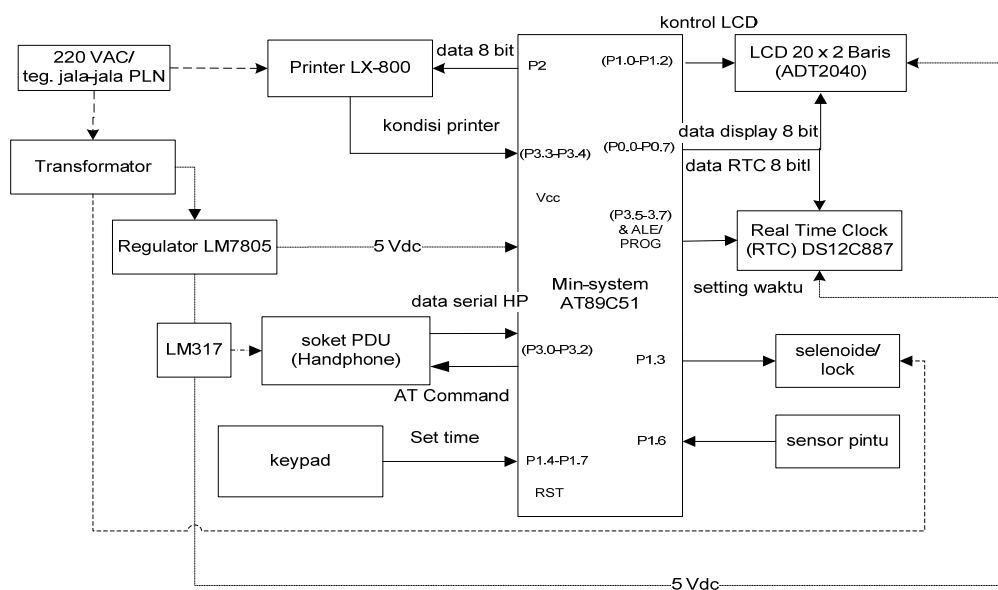 kontrol LCD
220 VAC/
teg. jala-jala PLN
Printer LX-800
data 8 bit
P2
(P1.0-P1.2)
LCD 20 x 2 Baris
(ADT2040)
kondisi printer
(P3.3-P3.4)
(P0.0-P0.7)
data display 8 bit
data RTC 8 bitl
Transformator
Vcc
(P3.5-3.7)
& ALE/
PROG
Real Time Clock
(RTC) DS12C887
Regulator LM7805
5 Vdc
setting waktu
Min-system
AT89C51
data serial HP
LM317
soket PDU
(Handphone)
(P3.0-P3.2)
P1.3
selenoide/
lock
AT Command
keypad
Set time
P1.4-P1.7
RST
P1.6
sensor pintu
5 Vdc